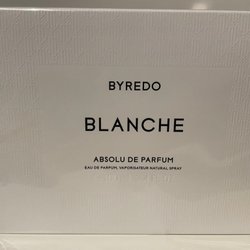 BYREDO
BLANCHE
ABSOLU DE PARFUM
EAU DE PARFUM, VAPORISATEUR NATURAL SPRAY